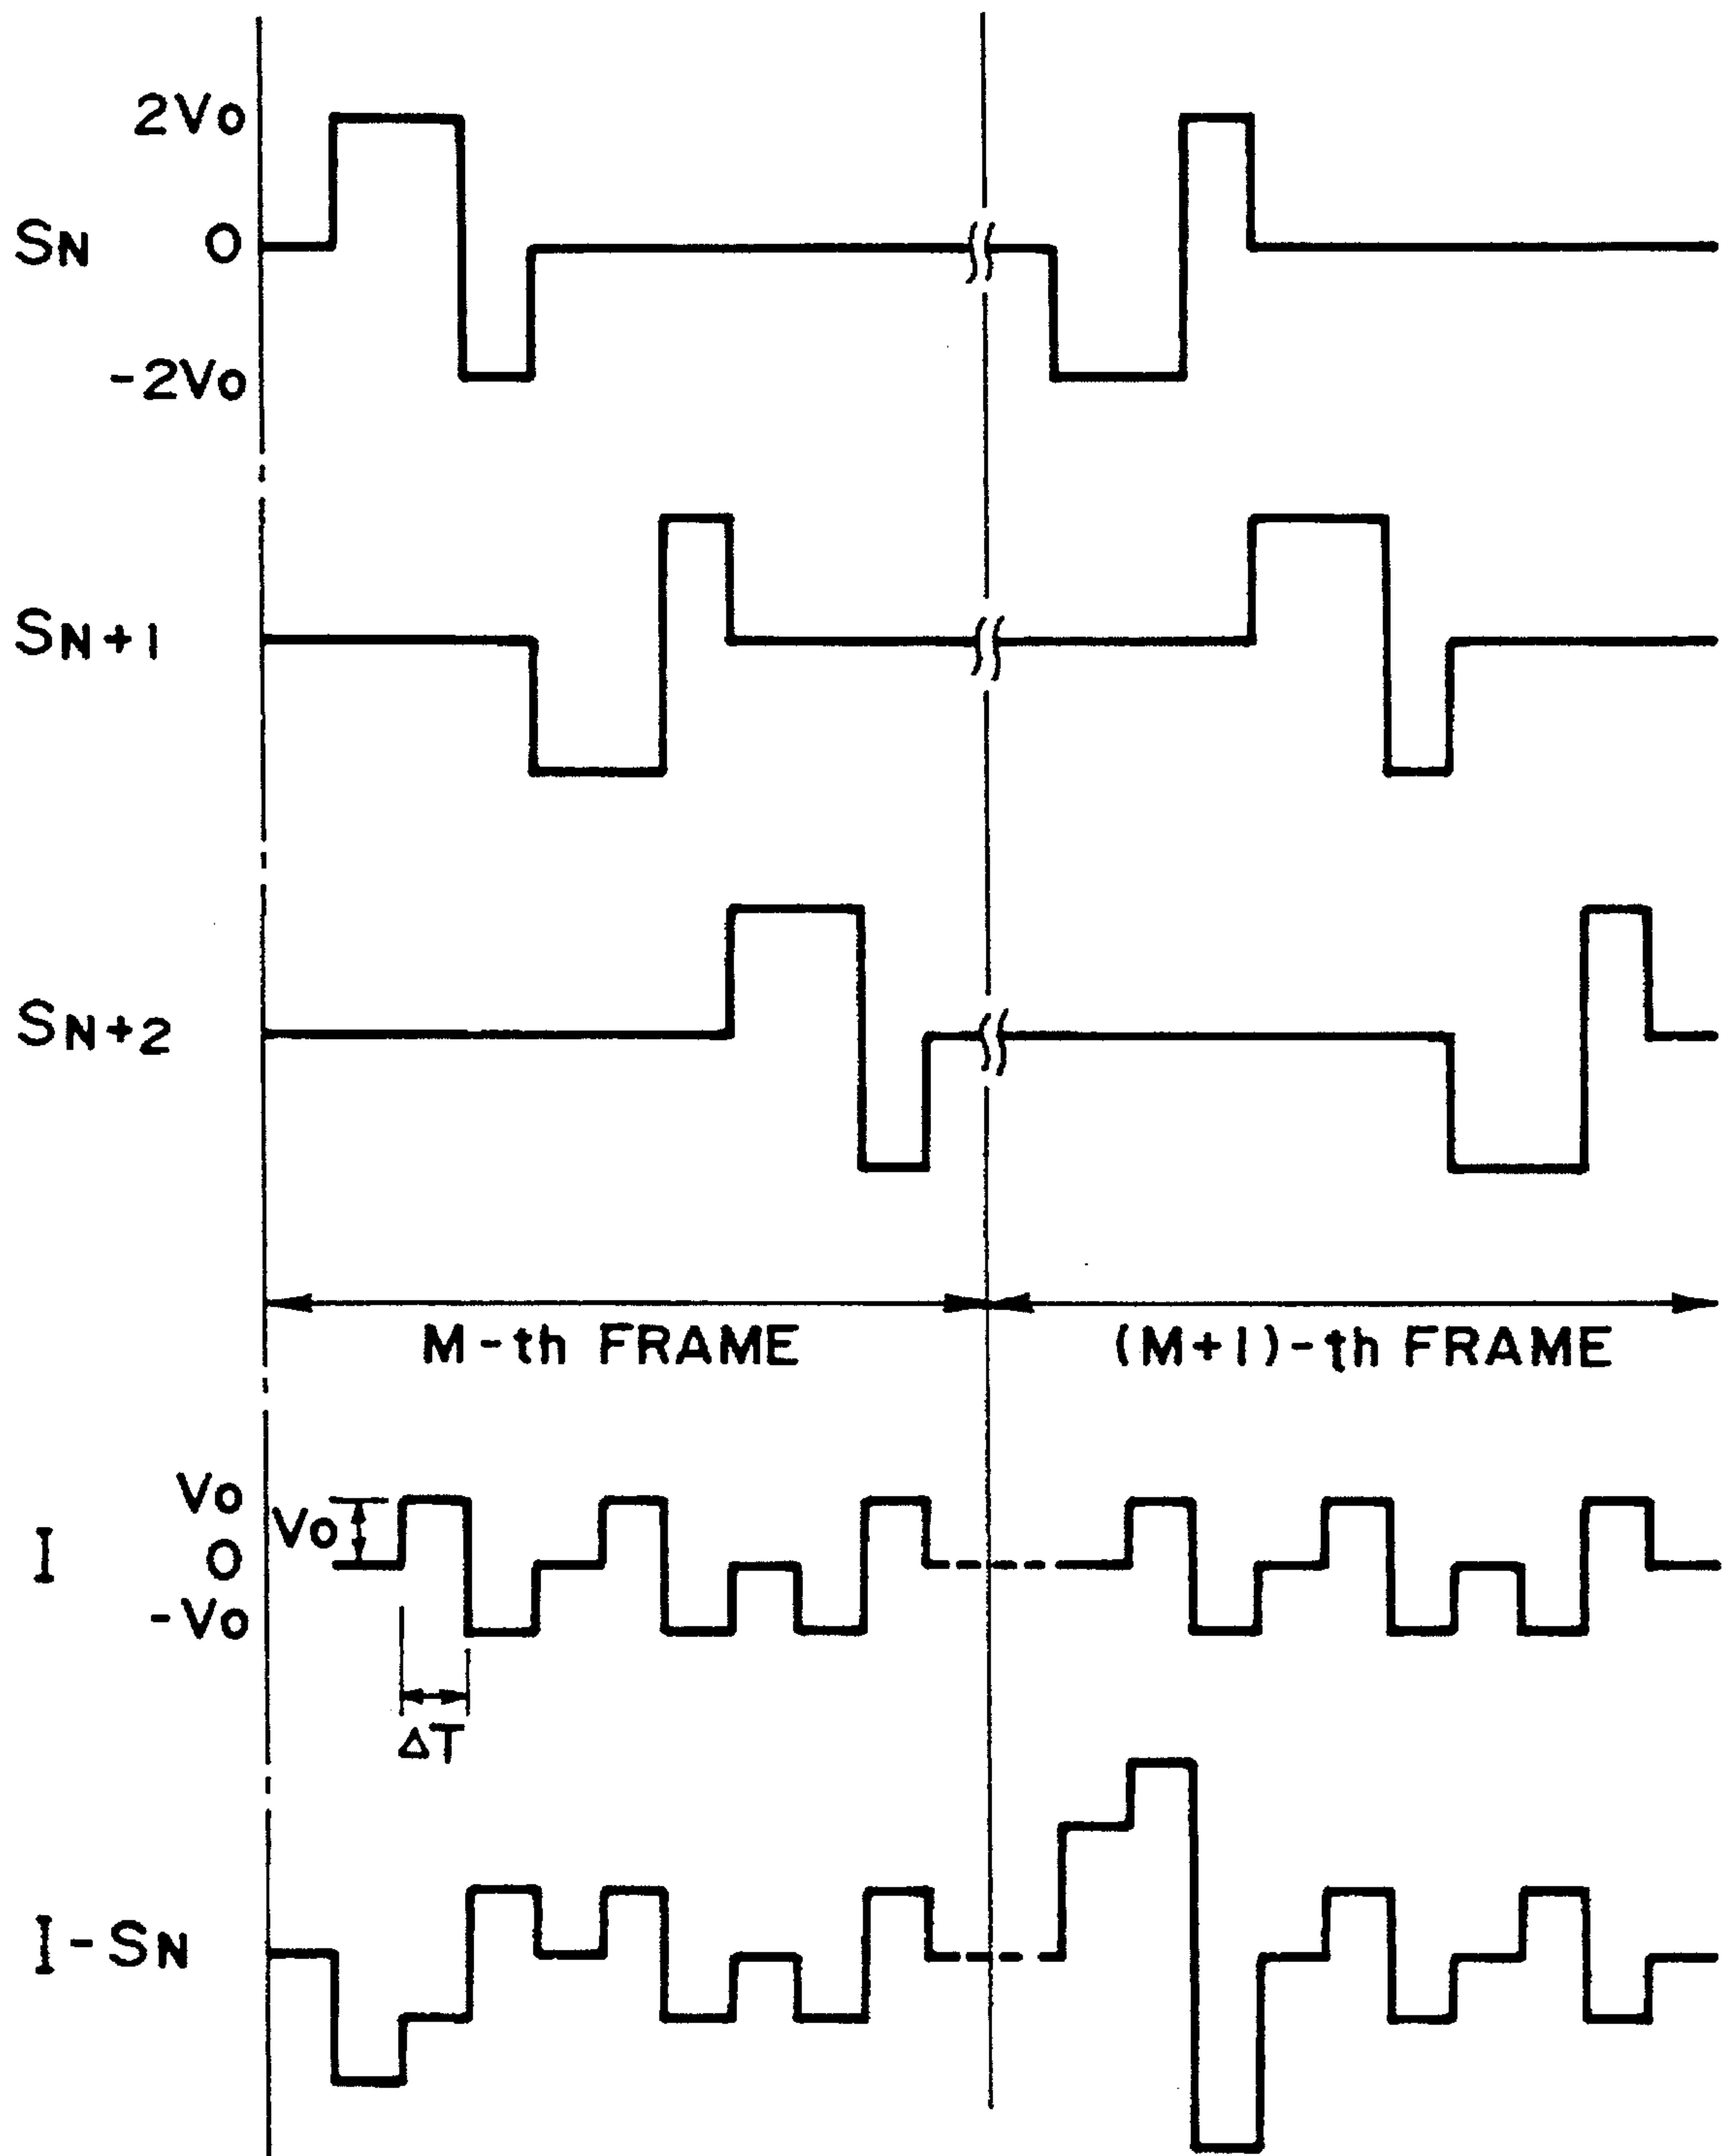 2Vo
SN 0
-2Vo
SN+1
SN+2
M-th FRAME
(M+1)-th FRAME
Vo
Vo
I 0
-Vo
ΔT
I-SN